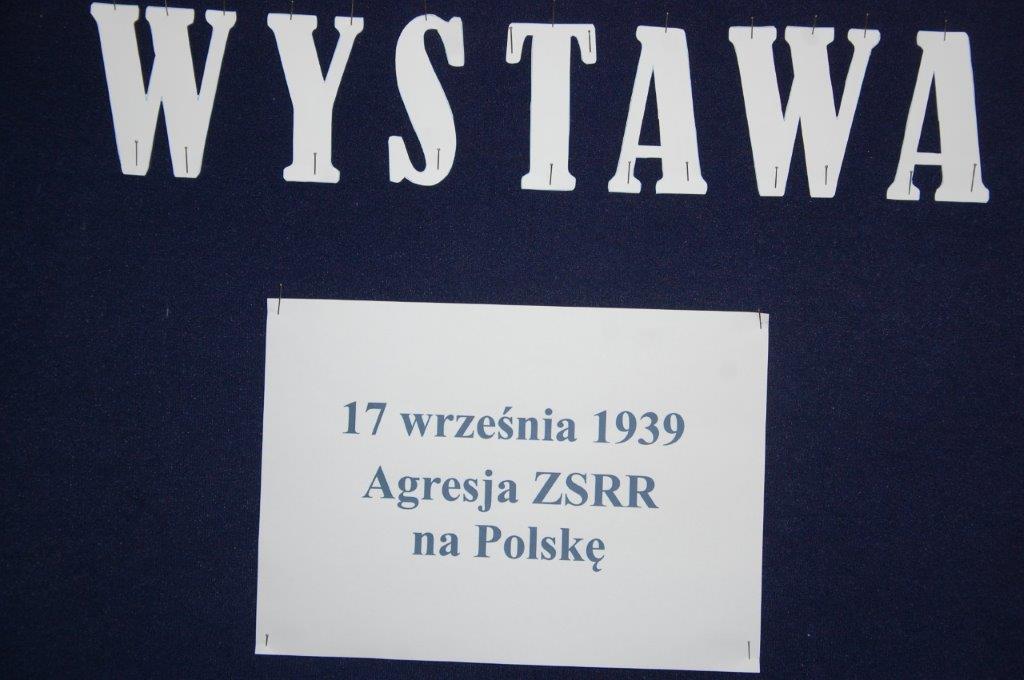 WYSTAWA
17 września 1939
Agresja ZSRR
na Polskę